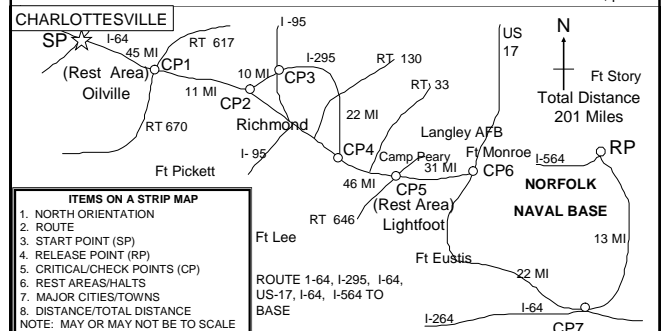 CHARLOTTESVILLE
SP
I-64
45 MI
RT 617
I -95
I-295
US
17
N
(Rest Area)
Oilville
CP1
10 MI
CP3
RT 130
RT 33
Ft Story
11 MI
CP2
Total Distance
201 Miles
RT 670
Richmond
22 MI
Langley AFB
I- 95
CP4
Camp Peary
Ft Monroe
I-564
RP
Ft Pickett
46 MI
31 MI
CP6
CP5
(Rest Area)
Lightfoot
NORFOLK
NAVAL BASE
RT 646
Ft Lee
13 MI
Ft Eustis
22 MI
ROUTE 1-64, I-295, I-64,
US-17, I-64, I-564 TO
BASE
I-64
I-264
CP7
ITEMS ON A STRIP MAP
1. NORTH ORIENTATION
2. ROUTE
3. START POINT (SP)
4. RELEASE POINT (RP)
5. CRITICAL/CHECK POINTS (CP)
6. REST AREAS/HALTS
7. MAJOR CITIES/TOWNS
8. DISTANCE/TOTAL DISTANCE
NOTE: MAY OR MAY NOT BE TO SCALE